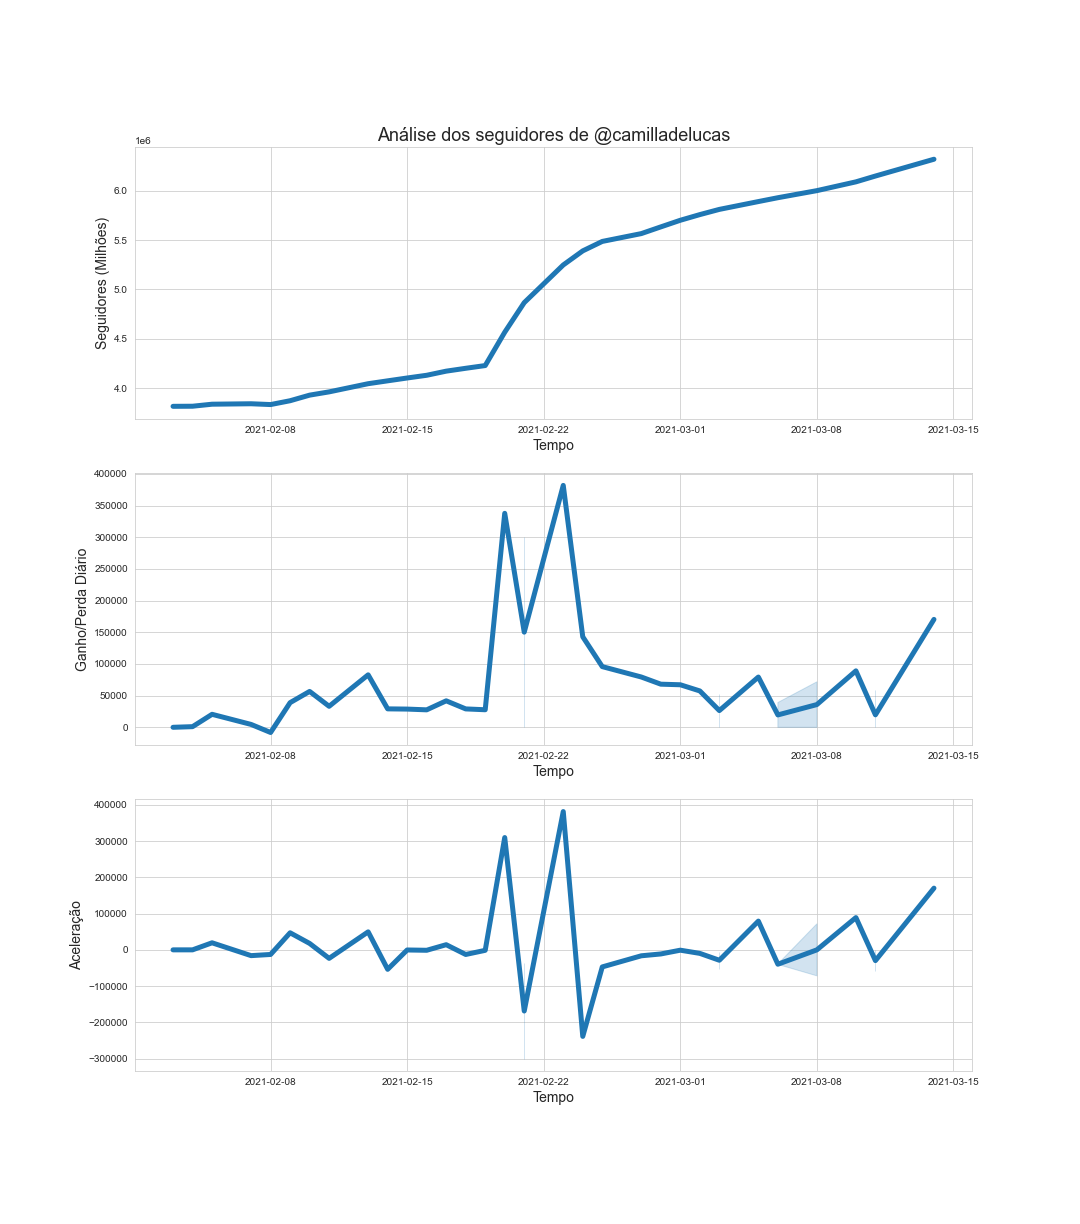 Análise dos seguidores de @camilladelucas
1e6
6.0
5.5
5.0
4.5
4.0
Seguidores (Milhões)
2021-02-08 2021-02-15 2021-02-22 2021-03-01 2021-03-08 2021-03-15
Tempo
400000
350000
300000
250000
200000
150000
100000
50000
0
Ganho/Perda Diário
2021-02-08 2021-02-15 2021-02-22 2021-03-01 2021-03-08 2021-03-15
Tempo
400000
300000
200000
100000
0
−100000
−200000
−300000
Aceleração
2021-02-08 2021-02-15 2021-02-22 2021-03-01 2021-03-08 2021-03-15
Tempo